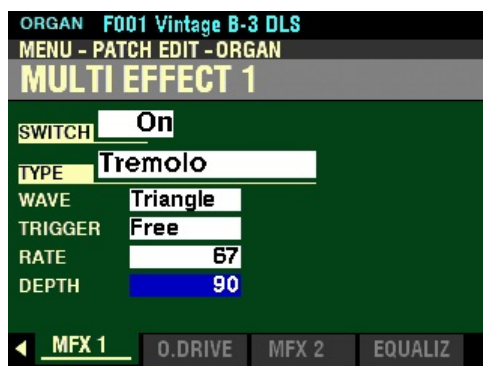 ORGAN F001 Vintage B-3 DLS
MENU - PATCH EDIT - ORGAN
MULTI EFFECT 1
SWITCH On
TYPE Tremolo
WAVE Triangle
TRIGGER Free
RATE 67
DEPTH 90
MFX 1 O.DRIVE MFX 2 EQUALIZ